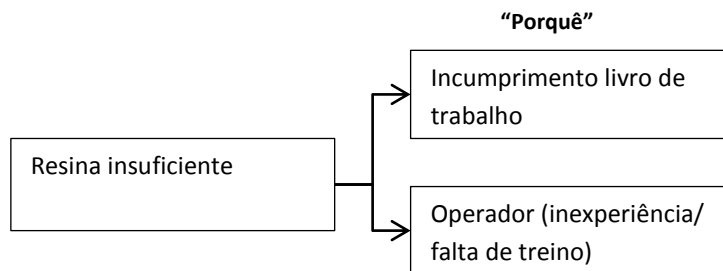 “Porquê”
Incumprimento livro de
trabalho
Resina insuficiente
Operador (inexperiência/
falta de treino)